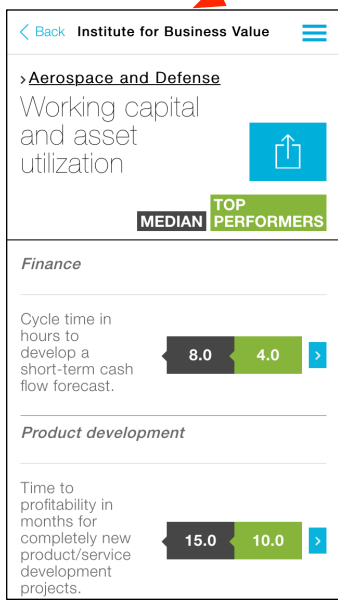 Back Institute for Business Value
Aerospace and Defense
Working capital
and asset
utilization
TOP
MEDIAN PERFORMERS
Finance
Cycle time in
hours to
develop a
short-term cash
flow forecast.
8.0 4.0
Product development
Time to
profitability in
months for
completely new
product/service
development
projects.
15.0 10.0